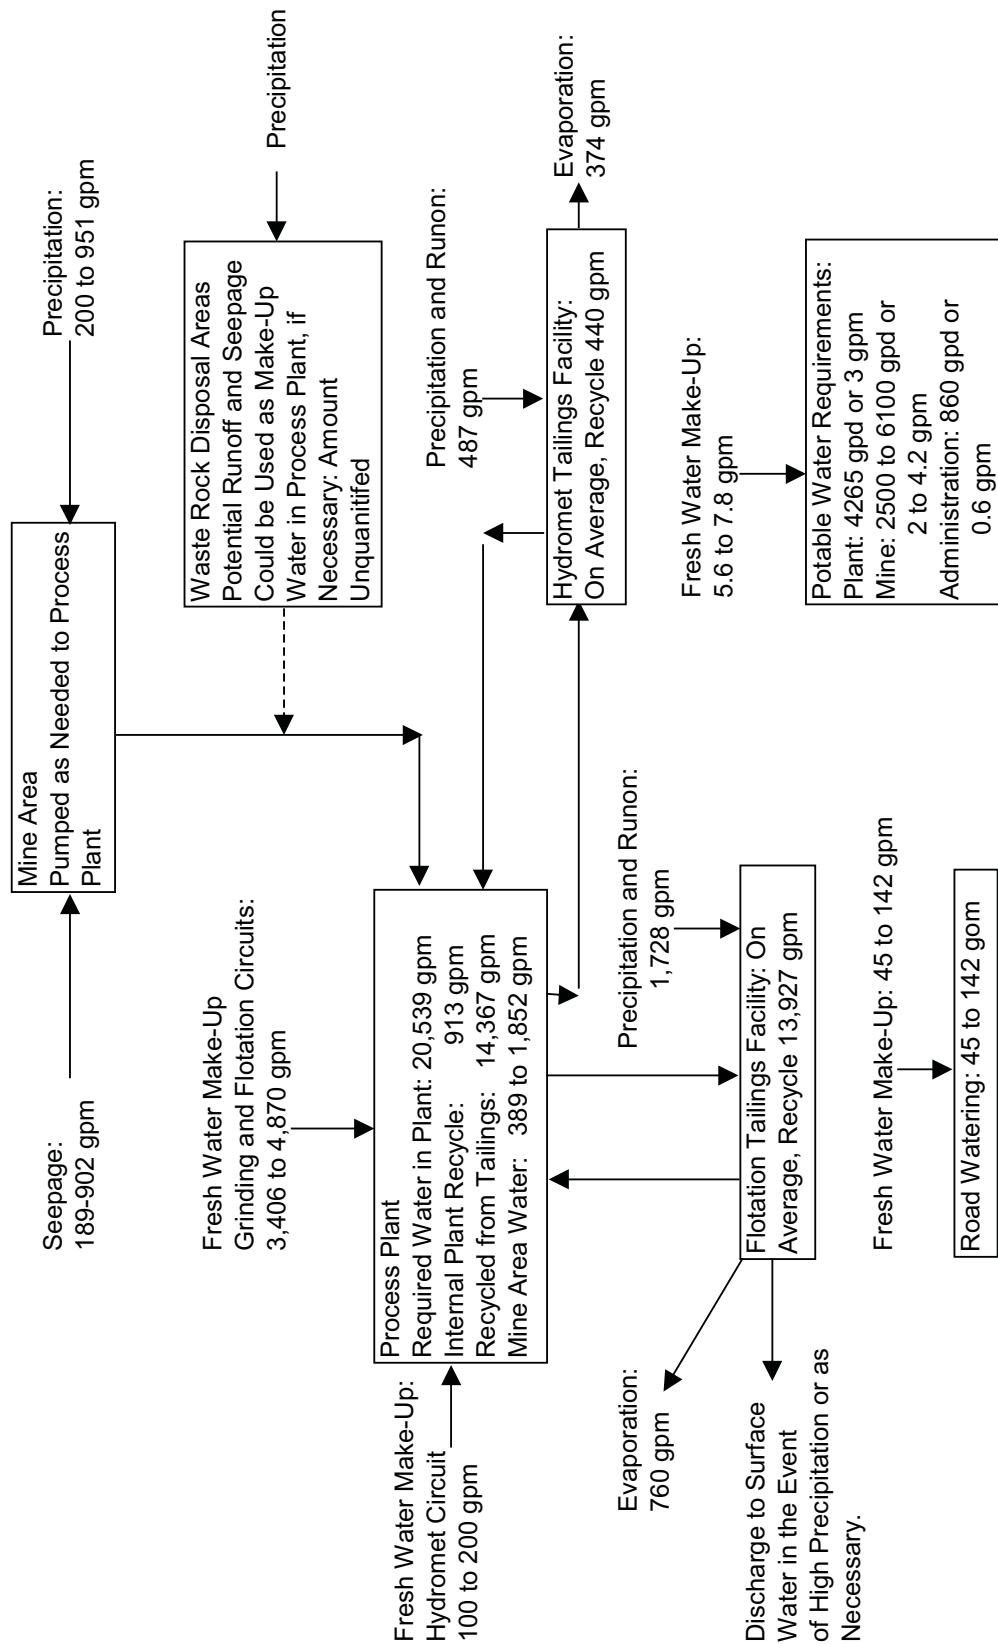 Seepage:
189-902 gpm
Mine Area
Pumped as Needed to Process
Plant
Precipitation:
200 to 951 gpm
Fresh Water Make-Up
Grinding and Flotation Circuits:
3,406 to 4,870 gpm
Waste Rock Disposal Areas
Potential Runoff and Seepage
Could be Used as Make-Up
Water in Process Plant, if
Necessary: Amount
Unquanitifed
Precipitation
Fresh Water Make-Up:
Hydromet Circuit
100 to 200 gpm
Process Plant
Required Water in Plant: 20,539 gpm
Internal Plant Recycle: 913 gpm
Recycled from Tailings: 14,367 gpm
Mine Area Water: 389 to 1,852 gpm
Precipitation and Runon:
487 gpm
Hydromet Tailings Facility:
On Average, Recycle 440 gpm
Evaporation:
374 gpm
Evaporation:
760 gpm
Precipitation and Runon:
1,728 gpm
Fresh Water Make-Up:
5.6 to 7.8 gpm
Discharge to Surface
Water in the Event
of High Precipitation or as
Necessary.
Flotation Tailings Facility: On
Average, Recycle 13,927 gpm
Potable Water Requirements:
Plant: 4265 gpd or 3 gpm
Mine: 2500 to 6100 gpd or
2 to 4.2 gpm
Administration: 860 gpd or
0.6 gpm
Fresh Water Make-Up: 45 to 142 gpm
Road Watering: 45 to 142 gom